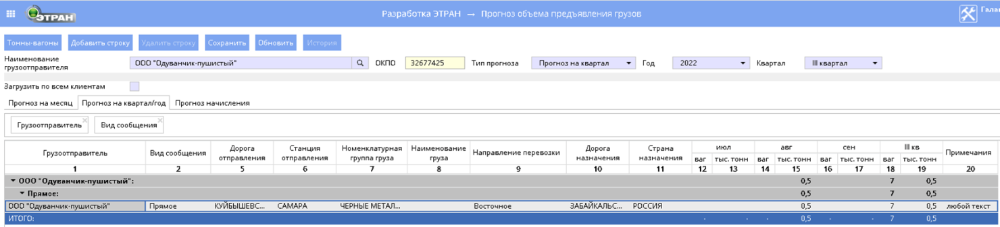 ЭТРАН Разработка ЭТРАН → Прогноз объема предъявления грузов
Тонны-вагоны Добавить строку Удалить строку Сохранить Обновить История
Наименование грузоотправителя ООО "Одуванчик-пушистый" ОКПО 32677425 Тип прогноза Прогноз на квартал Год 2022 Квартал III квартал
Загрузить по всем клиентам
Прогноз на месяц Прогноз на квартал/год Прогноз начисления
Грузоотправитель Вид сообщения
Грузоотправитель Вид сообщения Дорога отправления Станция отправления Номенклатурная группа груза Наименование груза Направление перевозки Дорога назначения Страна назначения июл авг сен III кв Примечания
ваг тыс. тонн ваг тыс. тонн ваг тыс. тонн ваг тыс. тонн
1 2 5 6 7 8 9 10 11 12 13 14 15 16 17 18 19 20
ООО "Одуванчик-пушистый": 0,5 7 0,5
Прямое: 0,5 7 0,5
ООО "Одуванчик-пушистый" Прямое КУЙБЫШЕВС... САМАРА ЧЕРНЫЕ МЕТАЛ... Восточное ЗАБАЙКАЛЬС... РОССИЯ 0,5 7 0,5 любой текст
ИТОГО: - - - 0,5 - - 7 0,5